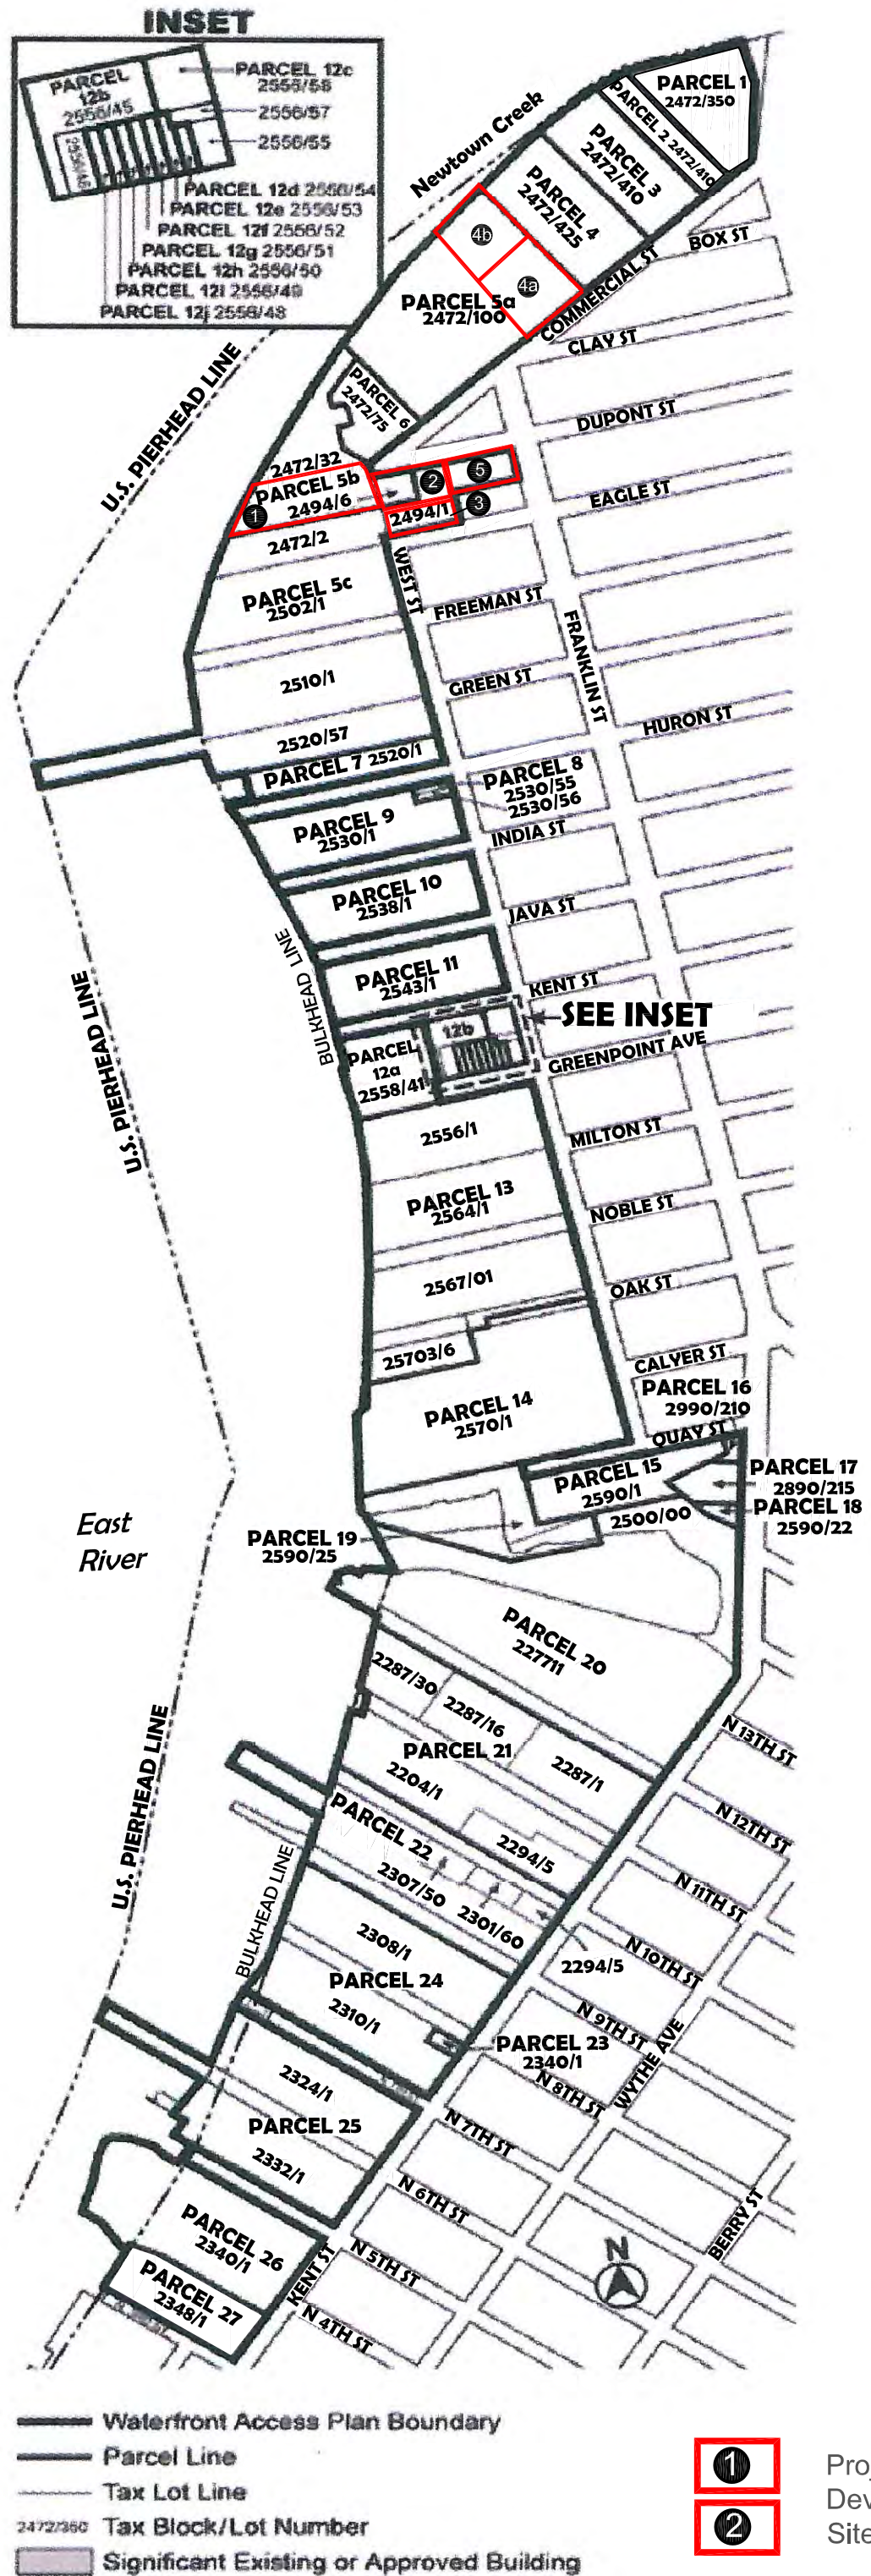 INSET
PARCEL
12b
2556/45
2556/46
PARCEL 12c
2556/58
2556/57
2556/55
PARCEL 12d 2556/54
PARCEL 12e 2556/53
PARCEL 12f 2556/52
PARCEL 12g 2556/51
PARCEL 12h 2556/50
PARCEL 12i 2556/49
PARCEL 12j 2556/48
Newtown Creek
PARCEL 1
2472/350
PARCEL 2 2472/410
PARCEL 3
2472/410
PARCEL 4
2472/425
4b
4a
BOX ST
COMMERCIAL ST
PARCEL 5a
2472/100
CLAY ST
U.S. PIERHEAD LINE
PARCEL 6
2472/75
DUPONT ST
2472/32
PARCEL 5b
2494/6
1
2
5
3
2494/1
EAGLE ST
2472/2
WEST ST
PARCEL 5c
2502/1
FREEMAN ST
FRANKLIN ST
2510/1
GREEN ST
HURON ST
2520/57
PARCEL 7 2520/1
PARCEL 8
2530/55
2530/56
PARCEL 9
2530/1
INDIA ST
PARCEL 10
2538/1
JAVA ST
BULKHEAD LINE
PARCEL 11
2543/1
KENT ST
U.S. PIERHEAD LINE
SEE INSET
12b
PARCEL
12a
2558/41
GREENPOINT AVE
2556/1
MILTON ST
PARCEL 13
2564/1
NOBLE ST
2567/01
OAK ST
25703/6
CALYER ST
PARCEL 14
2570/1
PARCEL 16
2990/210
QUAY ST
PARCEL 15
2590/1
PARCEL 17
2890/215
PARCEL 18
2590/22
2500/00
East
River
PARCEL 19
2590/25
PARCEL 20
227711
2287/30
2287/16
N 13TH ST
PARCEL 21
2287/1
2204/1
N 12TH ST
U.S. PIERHEAD LINE
PARCEL 22
2294/5
2307/50
2301/60
N 11TH ST
BULKHEAD LINE
2308/1
2294/5
N 10TH ST
PARCEL 24
2310/1
N 9TH ST
PARCEL 23
2340/1
WYTHE AVE
2324/1
N 8TH ST
PARCEL 25
2332/1
N 7TH ST
N 6TH ST
PARCEL 26
2340/1
BERRY ST
N
N 5TH ST
KENT ST
PARCEL 27
2348/1
N 4TH ST
Waterfront Access Plan Boundary
Parcel Line
Tax Lot Line
2472/350 Tax Block/Lot Number
Significant Existing or Approved Building
1
2
Proj
Dev
Site